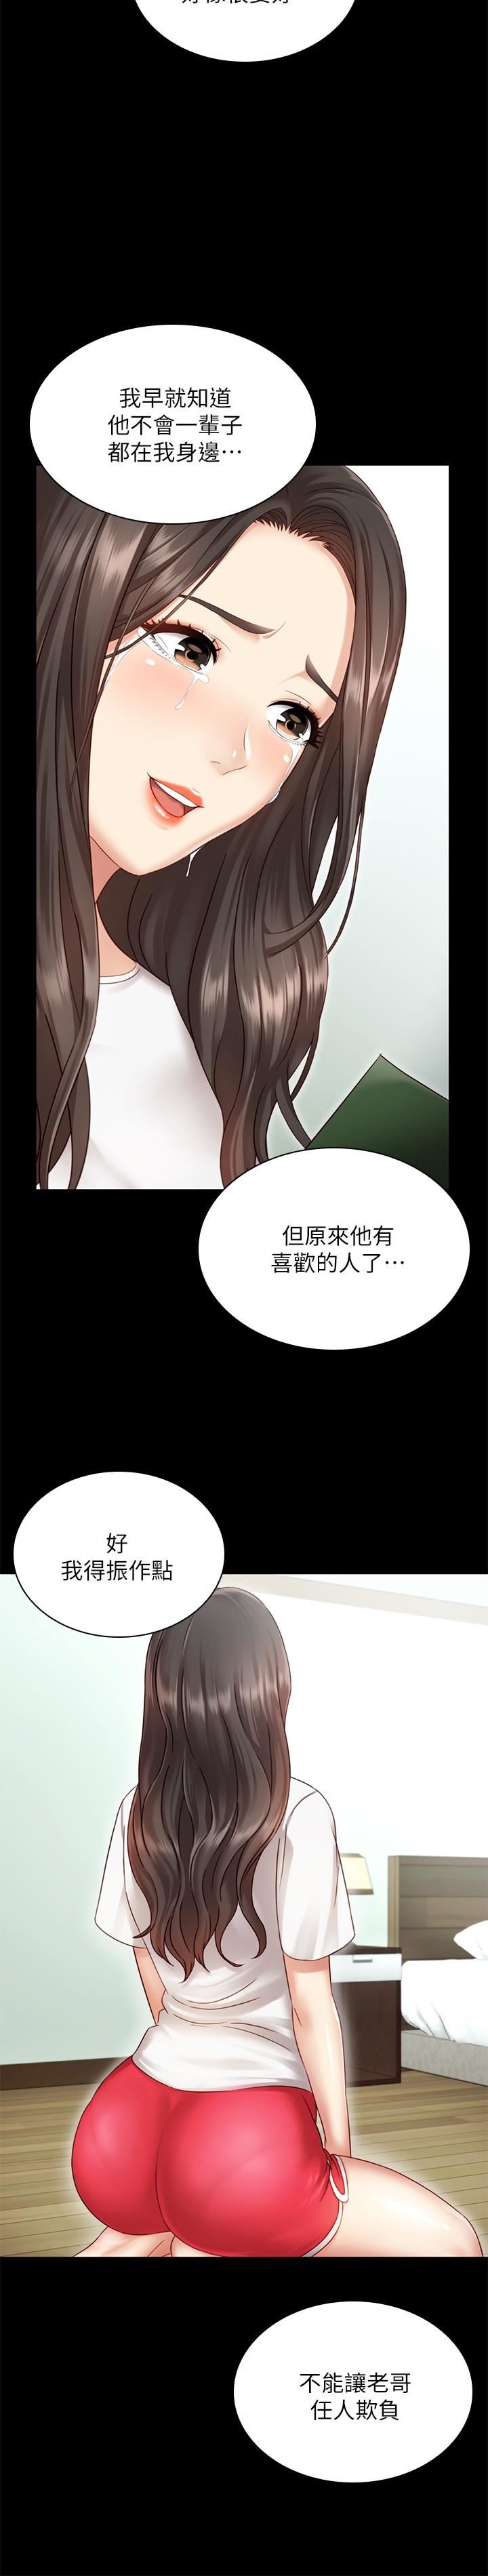 我早就知道
他不會一輩子
都在我身邊⋯
但原來他有
喜歡的人了⋯
好
我得振作點
不能讓老哥
任人欺負